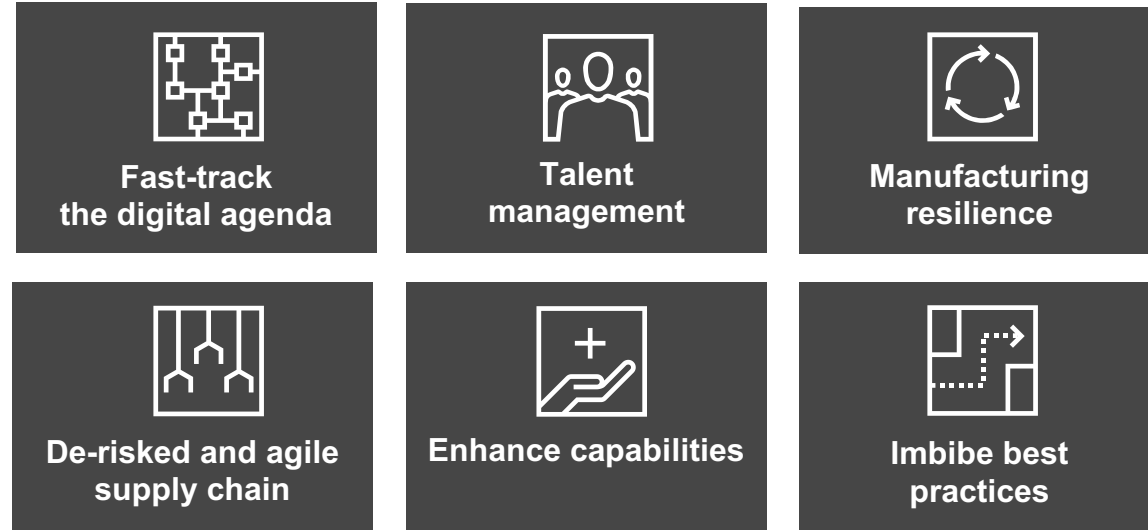 Fast-track
the digital agenda
Talent
management
Manufacturing
resilience
De-risked and agile
supply chain
Enhance capabilities
Imbibe best
practices